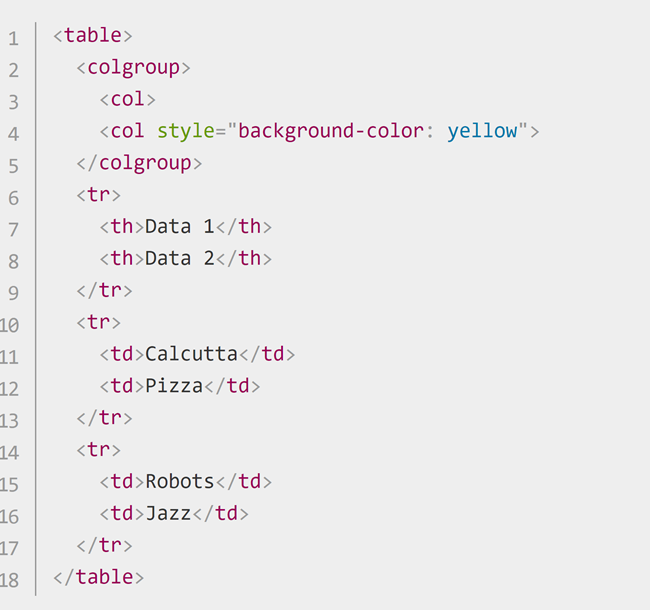 1 <table>
2   <colgroup>
3     <col>
4     <col style="background-color: yellow">
5   </colgroup>
6   <tr>
7     <th>Data 1</th>
8     <th>Data 2</th>
9   </tr>
10   <tr>
11     <td>Calcutta</td>
12     <td>Pizza</td>
13   </tr>
14   <tr>
15     <td>Robots</td>
16     <td>Jazz</td>
17   </tr>
18 </table>